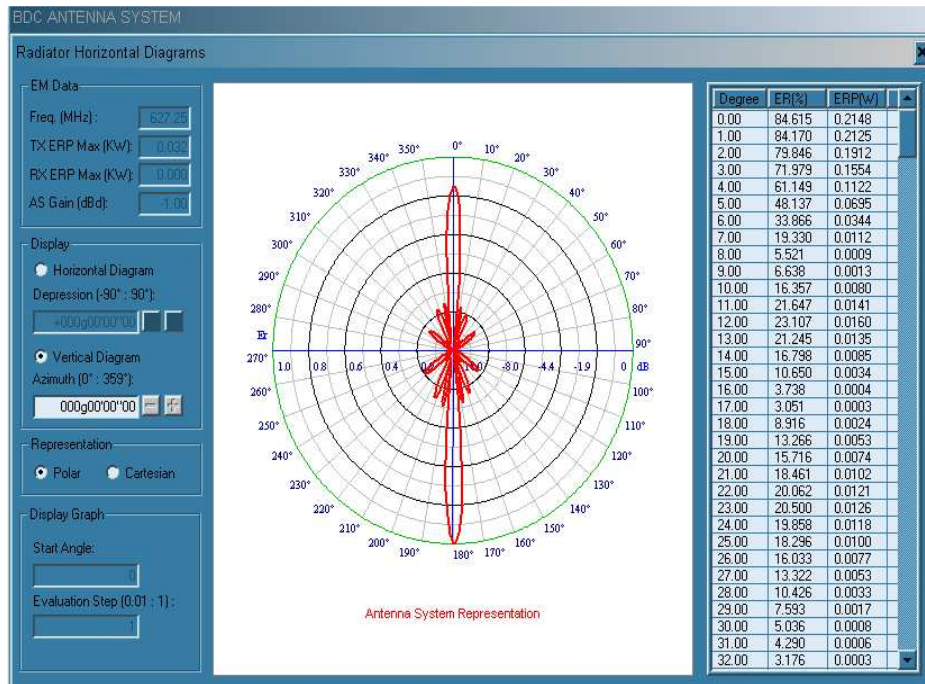 BDC ANTENNA SYSTEM
Radiator Horizontal Diagrams
EM Data
Freq. (MHz) : 627.25
TX ERP Max (KW): 0.032
RX ERP Max (KW): 0.000
AS Gain (dBd): -1.00
Display
Horizontal Diagram
Depression (-90° : 90°):
+000g00'00"00
Vertical Diagram
Azimuth (0° : 359°):
000g00'00"00
Representation
Polar Cartesian
Display Graph
Start Angle:
0
Evaluation Step (0.01 : 1) :
1
350° 0° 10°
340° 20°
330° 30°
320° 40°
310° 50°
300° 60°
290° 70°
280° 80°
Er
270° 90°
1.0 0.8 0.6 0.4 0.2 -8.0 -4.4 -1.9 0 dB
260° 100°
250° 110°
240° 120°
230° 130°
220° 140°
210° 150°
200° 160°
190° 180° 170°
Antenna System Representation
Degree ER(%) ERP(W)
0.00 84.615 0.2148
1.00 84.170 0.2125
2.00 79.846 0.1912
3.00 71.979 0.1554
4.00 61.149 0.1122
5.00 48.137 0.0695
6.00 33.866 0.0344
7.00 19.330 0.0112
8.00 5.521 0.0009
9.00 6.638 0.0013
10.00 16.357 0.0080
11.00 21.647 0.0141
12.00 23.107 0.0160
13.00 21.245 0.0135
14.00 16.798 0.0085
15.00 10.650 0.0034
16.00 3.738 0.0004
17.00 3.051 0.0003
18.00 8.916 0.0024
19.00 13.266 0.0053
20.00 15.716 0.0074
21.00 18.461 0.0102
22.00 20.062 0.0121
23.00 20.500 0.0126
24.00 19.858 0.0118
25.00 18.296 0.0100
26.00 16.033 0.0077
27.00 13.322 0.0053
28.00 10.426 0.0033
29.00 7.593 0.0017
30.00 5.036 0.0008
31.00 4.290 0.0006
32.00 3.176 0.0003